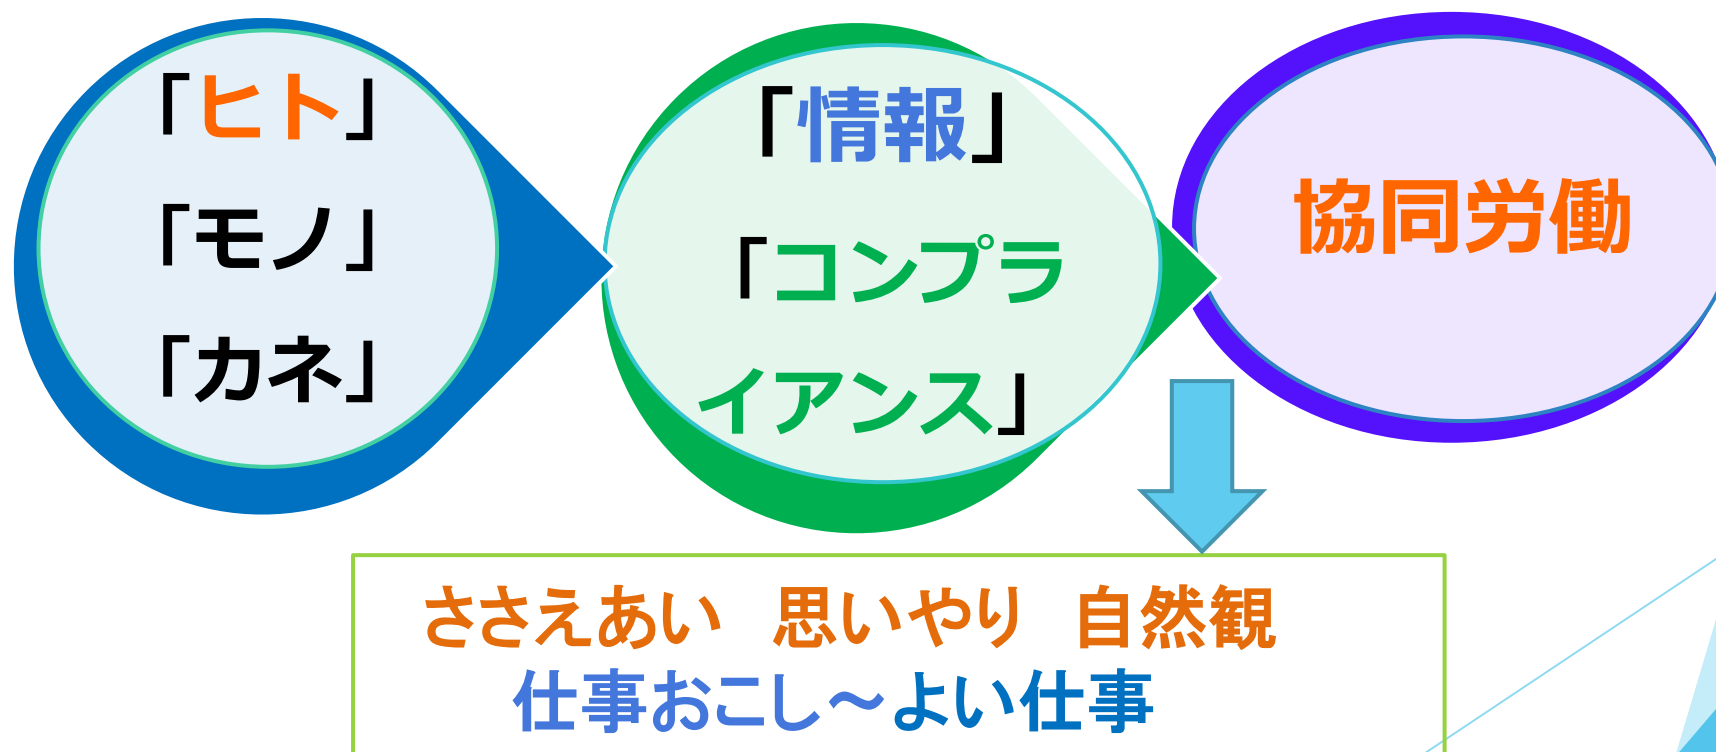 「ヒト」
「モノ」
「カネ」
「情報」
「コンプラ
イアンス」
協同労働
ささえあい　思いやり　自然観
仕事おこし～よい仕事